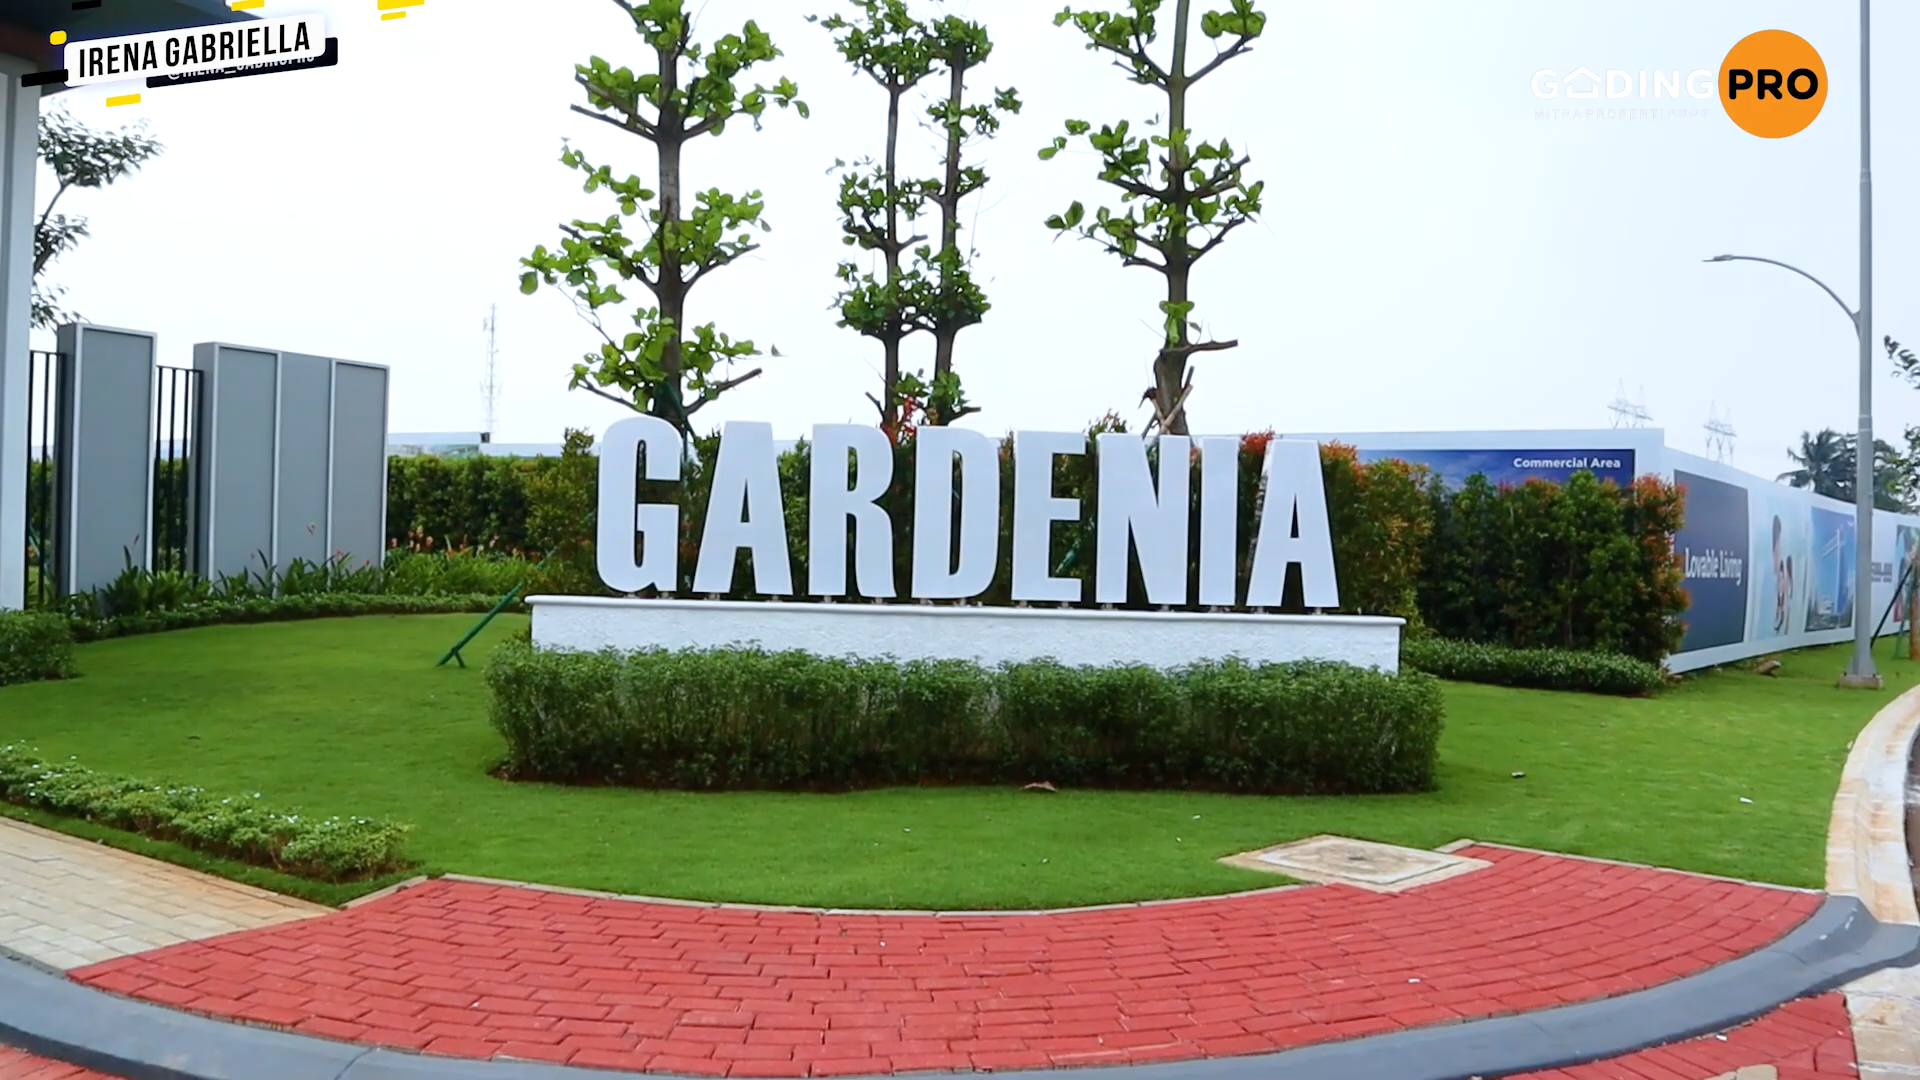 IRENA GABRIELLA
GADING PRO
GARDENIA
Commercial Area
Lovable Living